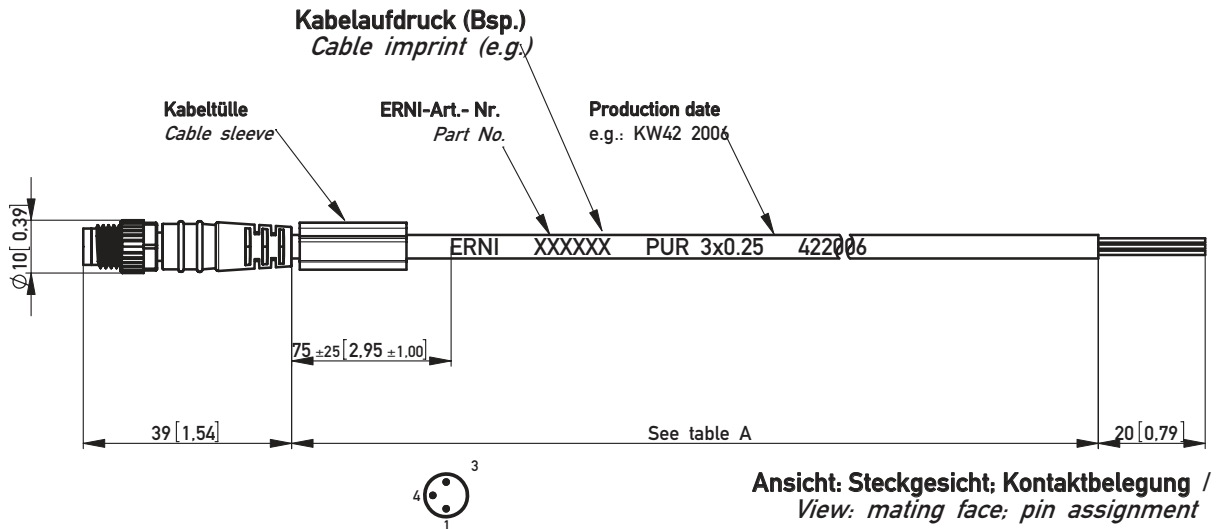 Kabelaufdruck (Bsp.)
Cable imprint (e.g.)
Kabeltülle
Cable sleeve
ERNI-Art.- Nr.
Part No.
Production date
e.g.: KW42 2006
Ø10[0.39]
ERNI XXXXXX PUR 3x0.25 422006
75 ±25[2,95 ±1,00]
39[1,54]
See table A
20[0,79]
3
4
1
Ansicht: Steckgesicht; Kontaktbelegung /
View: mating face; pin assignment